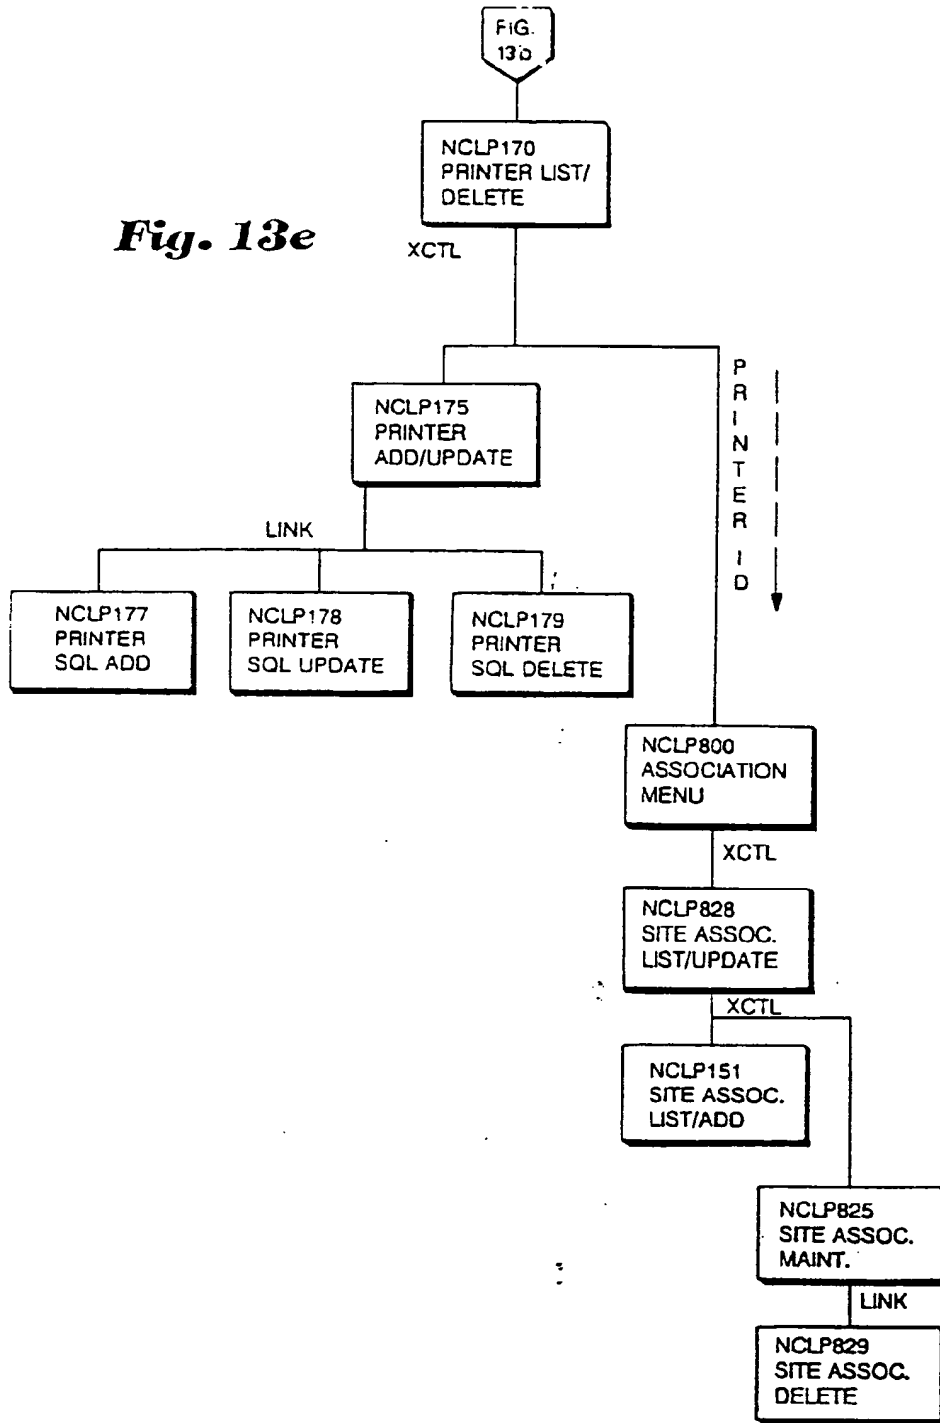 FIG.
13b
NCLP170
PRINTER LIST/
DELETE
Fig. 13e
XCTL
PRINTER ID
NCLP175
PRINTER
ADD/UPDATE
LINK
NCLP177
PRINTER
SQL ADD
NCLP178
PRINTER
SQL UPDATE
NCLP179
PRINTER
SQL DELETE
NCLP800
ASSOCIATION
MENU
XCTL
NCLP828
SITE ASSOC.
LIST/UPDATE
XCTL
NCLP151
SITE ASSOC.
LIST/ADD
NCLP825
SITE ASSOC.
MAINT.
LINK
NCLP829
SITE ASSOC.
DELETE